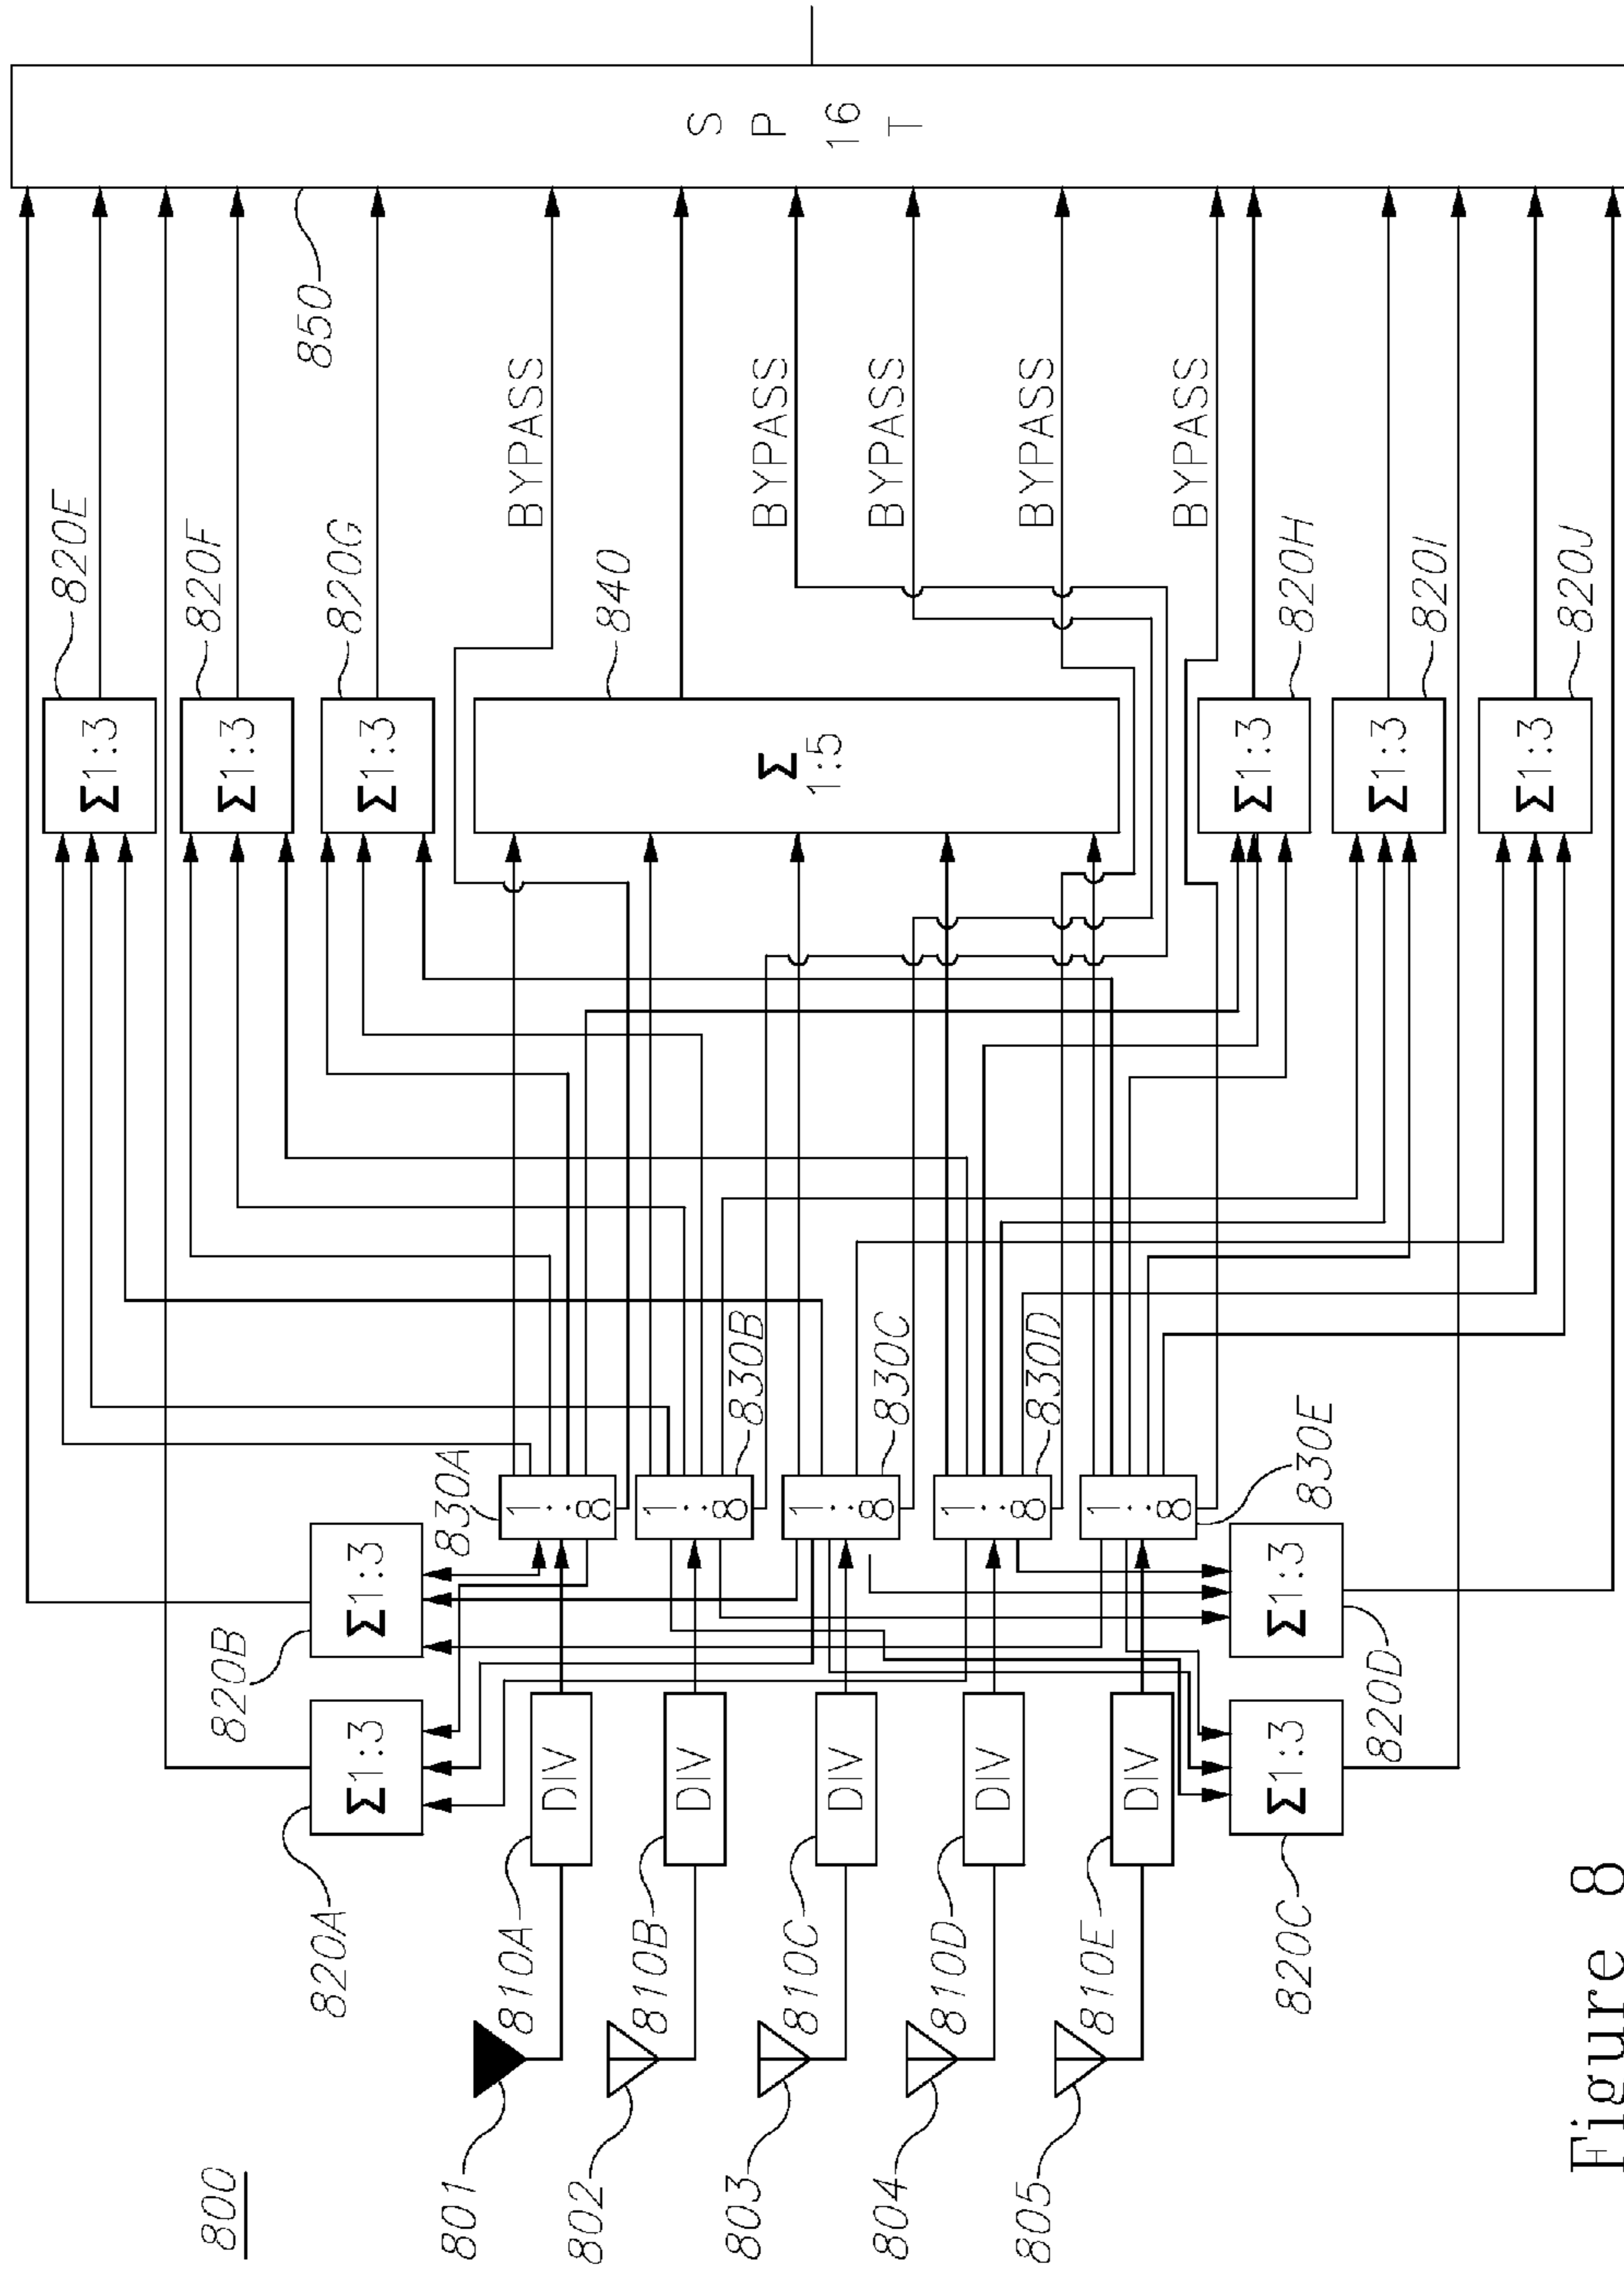 800
801
802
803
804
805
810A
810B
810C
810D
810E
DIV
DIV
DIV
DIV
DIV
820A
820B
820C
820D
Σ1:3
Σ1:3
Σ1:3
Σ1:3
830A
830B
830C
830D
830E
1:8
1:8
1:8
1:8
1:8
Σ1:3
Σ1:3
Σ1:3
Σ
1:5
Σ1:3
Σ1:3
Σ1:3
820E
820F
820G
840
820H
820I
820J
BYPASS
BYPASS
BYPASS
BYPASS
BYPASS
850
S
P
16
T
Figure 8